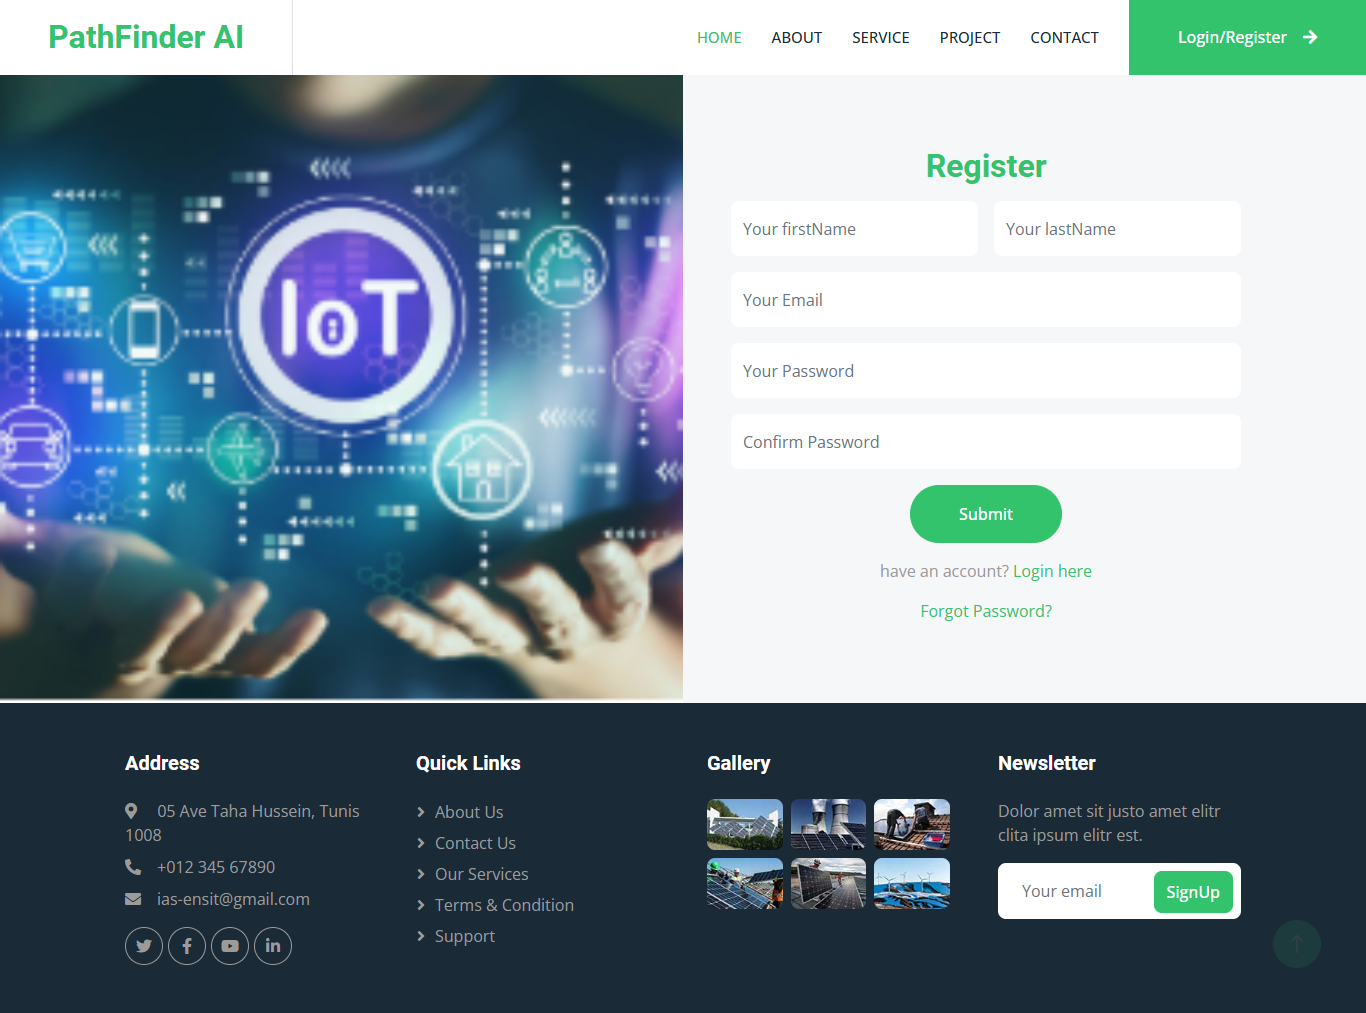 PathFinder AI
HOME ABOUT SERVICE PROJECT CONTACT
Login/Register
IoT
Register
Your firstName
Your lastName
Your Email
Your Password
Confirm Password
Submit
have an account? Login here
Forgot Password?
Address
05 Ave Taha Hussein, Tunis
1008
+012 345 67890
ias-ensit@gmail.com
Quick Links
About Us
Contact Us
Our Services
Terms & Condition
Support
Gallery
Newsletter
Dolor amet sit justo amet elitr
clita ipsum elitr est.
Your email
SignUp